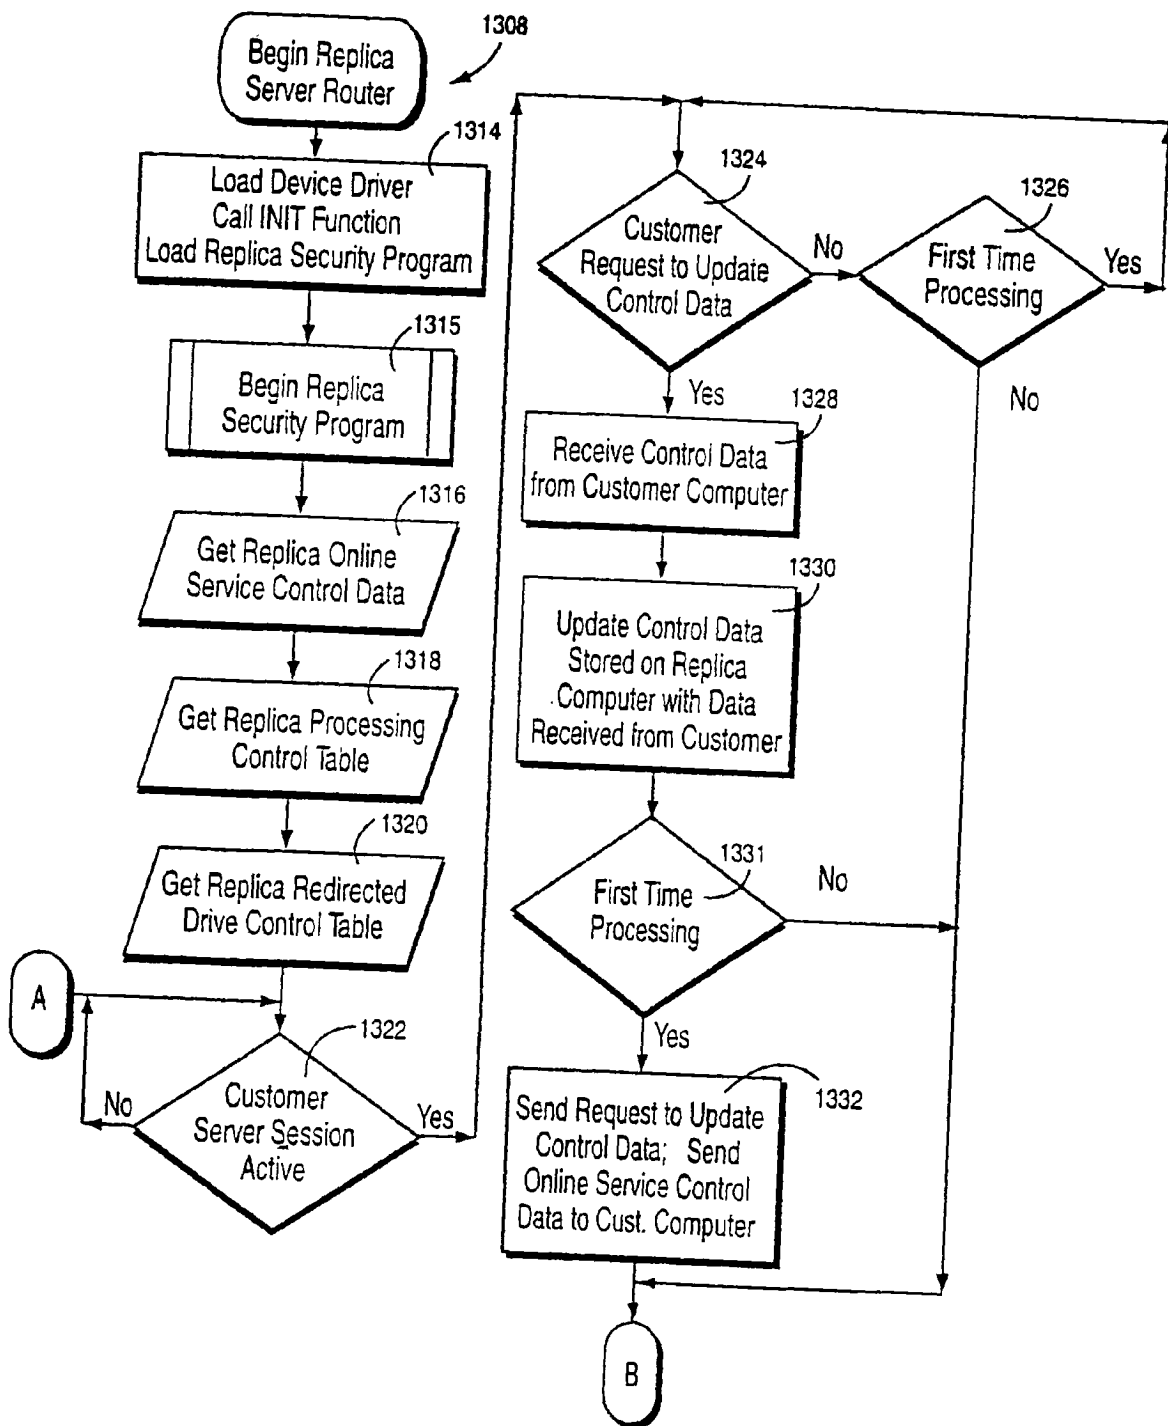 Begin Replica
Server Router
1308
1314
Load Device Driver
Call INIT Function
Load Replica Security Program
1315
Begin Replica
Security Program
1316
Get Replica Online
Service Control Data
1318
Get Replica Processing
Control Table
1320
Get Replica Redirected
Drive Control Table
A
1322
Customer
Server Session
Active
No
Yes
1324
Customer
Request to Update
Control Data
No
Yes
1326
First Time
Processing
Yes
No
1328
Receive Control Data
from Customer Computer
1330
Update Control Data
Stored on Replica
Computer with Data
Received from Customer
1331
First Time
Processing
No
Yes
1332
Send Request to Update
Control Data; Send
Online Service Control
Data to Cust. Computer
B